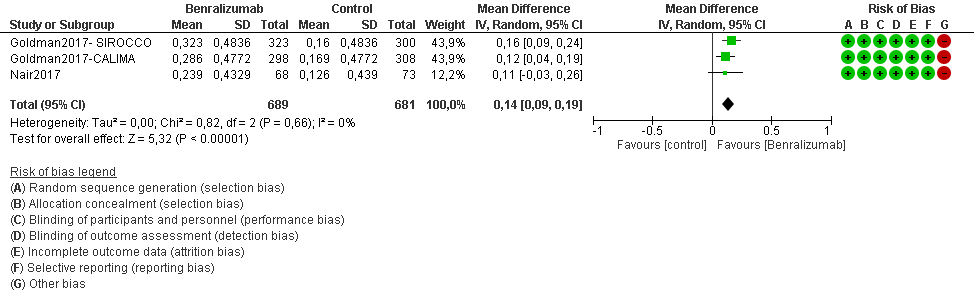 Benralizumab Control Mean Difference Mean Difference Risk of Bias
Study or Subgroup Mean SD Total Mean SD Total Weight IV, Random, 95% CI IV, Random, 95% CI A B C D E F G
Goldman2017- SIROCCO 0,323 0,4836 323 0,16 0,4836 300 43,9% 0,16 [0,09, 0,24] + + + + + + -
Goldman2017-CALIMA 0,286 0,4772 298 0,169 0,4772 308 43,9% 0,12 [0,04, 0,19] + + + + + + -
Nair2017 0,239 0,4329 68 0,126 0,439 73 12,2% 0,11 [-0,03, 0,26] + + + + + + -
Total (95% CI) 689 681 100,0% 0,14 [0,09, 0,19]
Heterogeneity: Tau² = 0,00; Chi² = 0,82, df = 2 (P = 0,66); I² = 0%
Test for overall effect: Z = 5,32 (P < 0.00001)
-1 -0.5 0 0.5 1
Favours [control] Favours [Benralizumab]
Risk of bias legend
(A) Random sequence generation (selection bias)
(B) Allocation concealment (selection bias)
(C) Blinding of participants and personnel (performance bias)
(D) Blinding of outcome assessment (detection bias)
(E) Incomplete outcome data (attrition bias)
(F) Selective reporting (reporting bias)
(G) Other bias